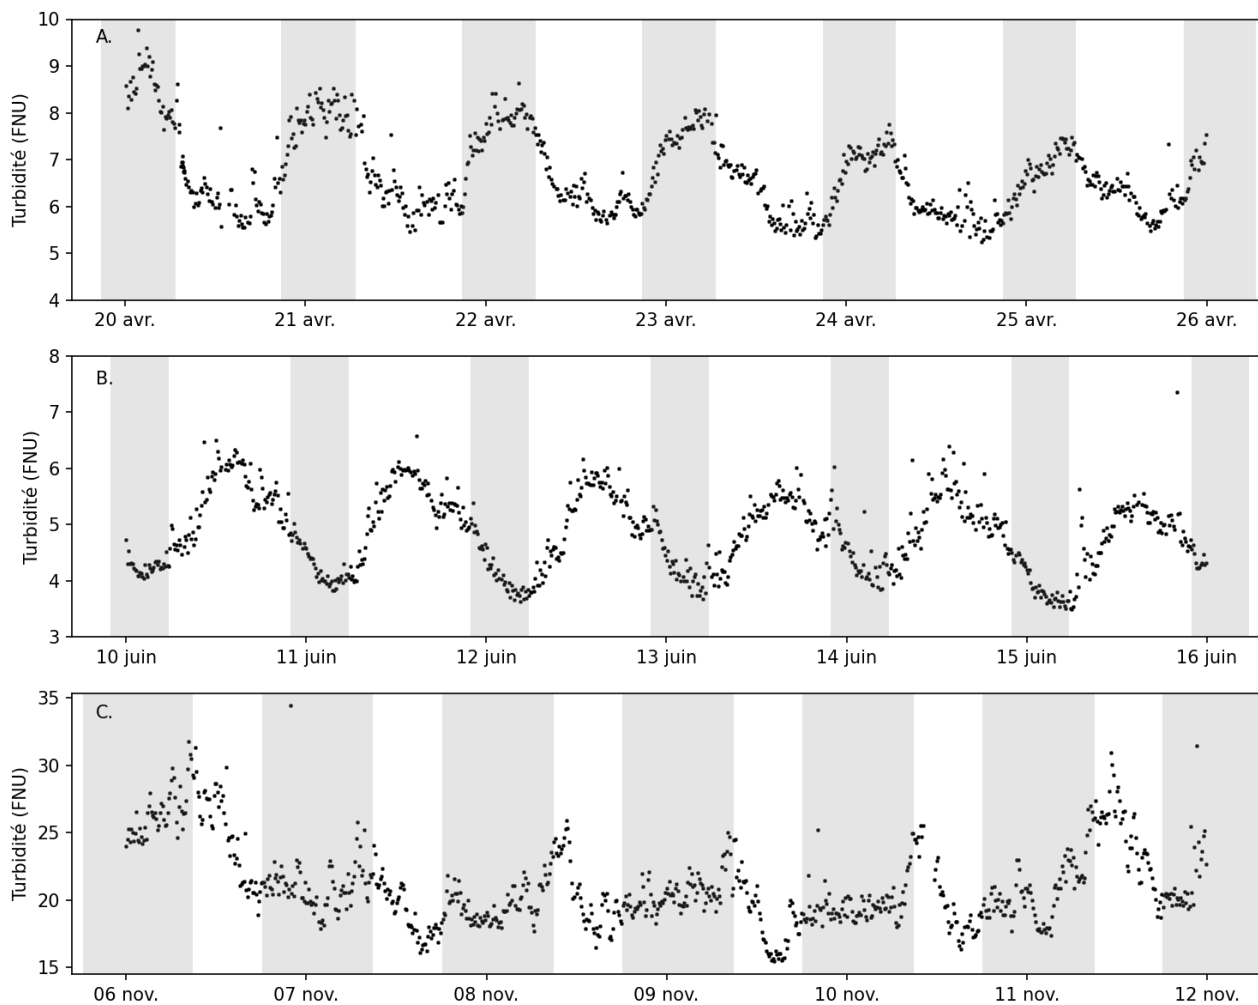 10
A.
9
8
7
6
5
4
Turbidité (FNU)
20 avr. 21 avr. 22 avr. 23 avr. 24 avr. 25 avr. 26 avr.
8
B.
7
6
5
4
3
Turbidité (FNU)
10 juin 11 juin 12 juin 13 juin 14 juin 15 juin 16 juin
35
C.
30
25
20
15
Turbidité (FNU)
06 nov. 07 nov. 08 nov. 09 nov. 10 nov. 11 nov. 12 nov.